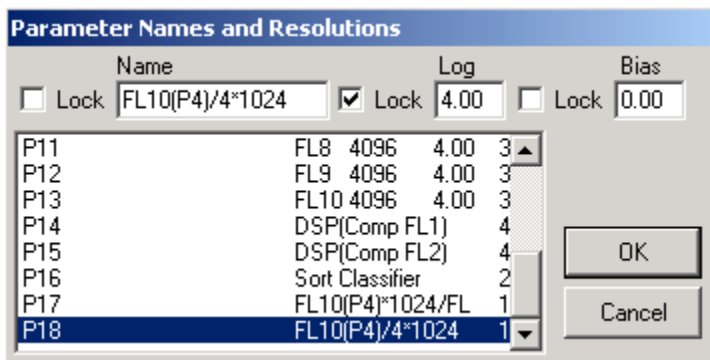 Parameter Names and Resolutions
Name Log Bias
Lock FL10(P4)/4*1024 Lock 4.00 Lock 0.00
P11 FL8 4096 4.00 3
P12 FL9 4096 4.00 3
P13 FL10 4096 4.00 3
P14 DSP(Comp FL1) 4
P15 DSP(Comp FL2) 4
P16 Sort Classifier 2
P17 FL10(P4)*1024/FL 1
P18 FL10(P4)/4*1024 1
OK
Cancel